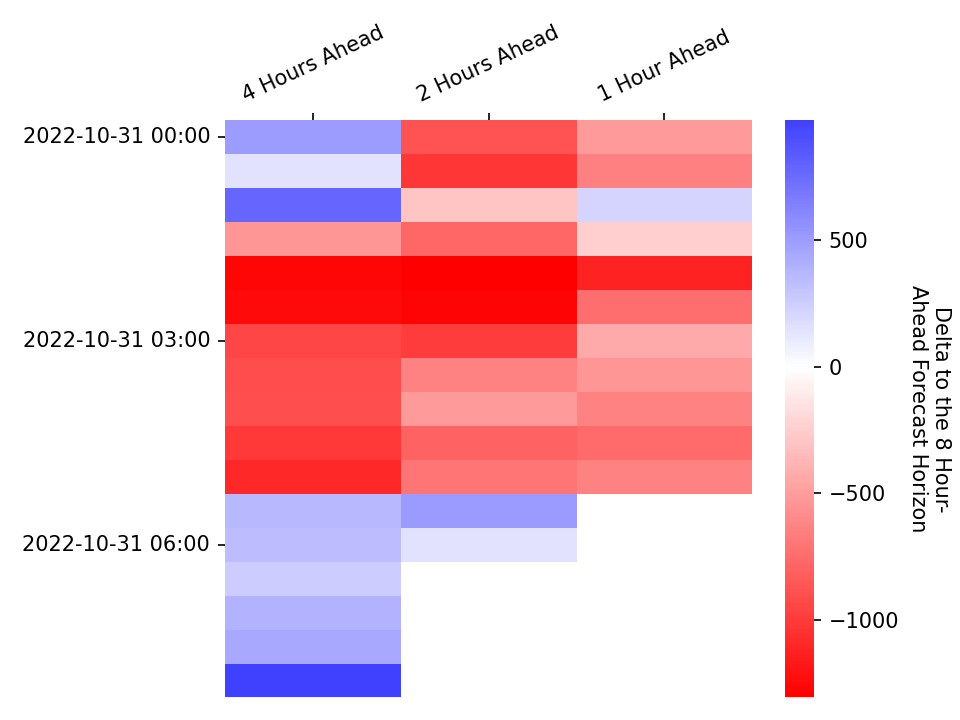 4 Hours Ahead
2 Hours Ahead
1 Hour Ahead
2022-10-31 00:00
2022-10-31 03:00
2022-10-31 06:00
500
0
−500
−1000
Delta to the 8 Hour-
Ahead Forecast Horizon